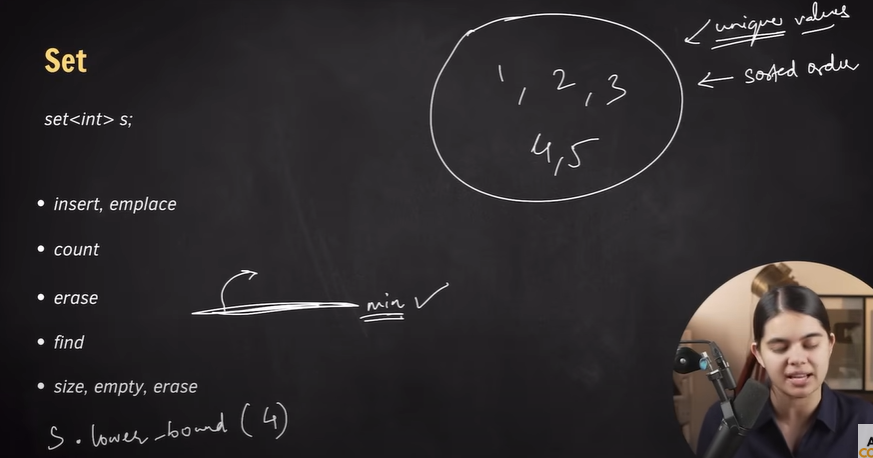 Set
unique values
sorted order
1, 2, 3
4, 5
set<int> s;
• insert, emplace
• count
• erase
min ✓
• find
• size, empty, erase
S.lower_bound(4)